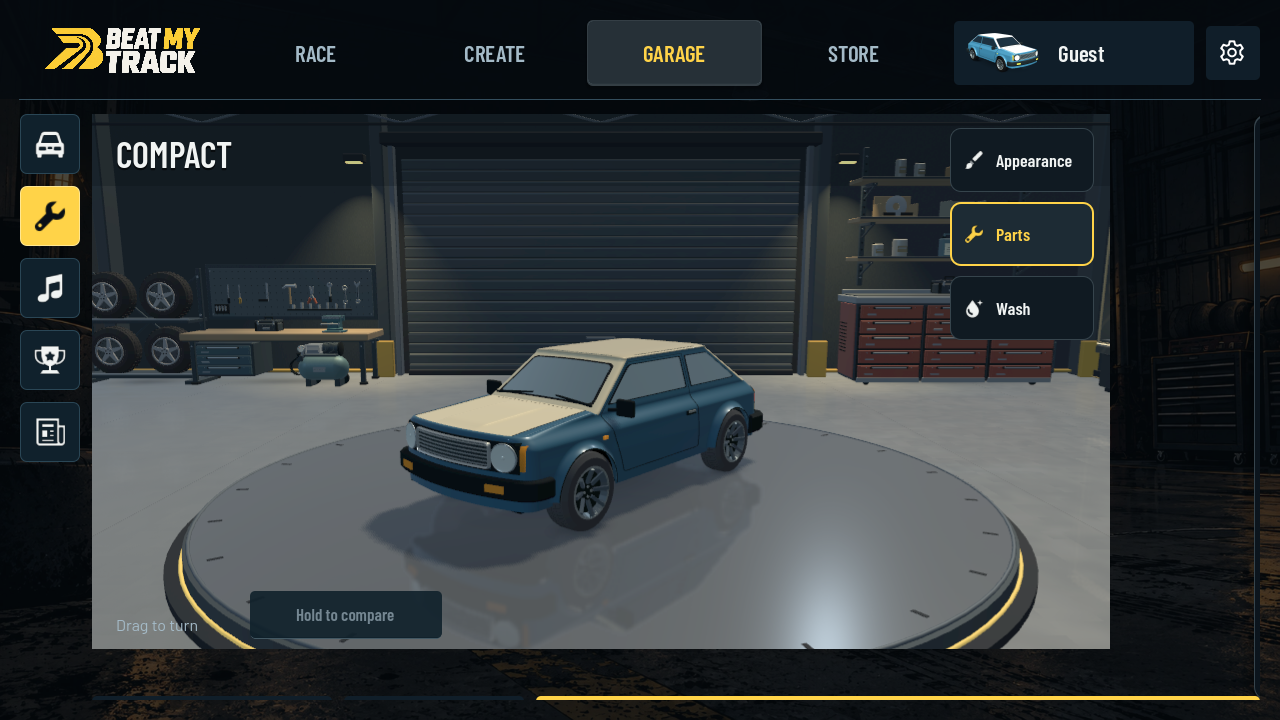 BEAT MY
TRACK
RACE
CREATE
GARAGE
STORE
Guest
COMPACT
Appearance
Parts
Wash
Hold to compare
Drag to turn